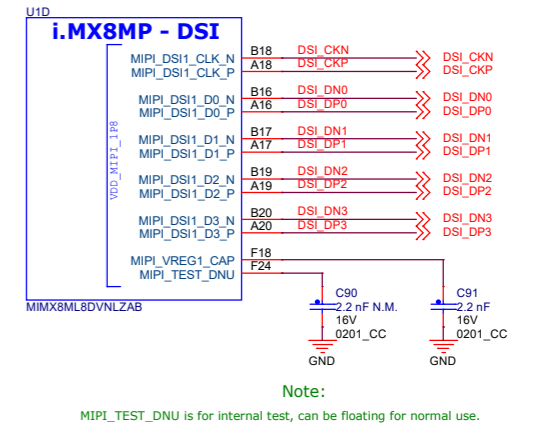 U1D
i.MX8MP - DSI
VDD_MIPI_1P8
MIPI_DSI1_CLK_N B18 DSI_CKN DSI_CKN
MIPI_DSI1_CLK_P A18 DSI_CKP DSI_CKP
MIPI_DSI1_D0_N B16 DSI_DN0 DSI_DN0
MIPI_DSI1_D0_P A16 DSI_DP0 DSI_DP0
MIPI_DSI1_D1_N B17 DSI_DN1 DSI_DN1
MIPI_DSI1_D1_P A17 DSI_DP1 DSI_DP1
MIPI_DSI1_D2_N B19 DSI_DN2 DSI_DN2
MIPI_DSI1_D2_P A19 DSI_DP2 DSI_DP2
MIPI_DSI1_D3_N B20 DSI_DN3 DSI_DN3
MIPI_DSI1_D3_P A20 DSI_DP3 DSI_DP3
MIPI_VREG1_CAP F18
MIPI_TEST_DNU F24
MIMX8ML8DVNLZAB
C90
2.2 nF N.M.
16V
0201_CC
GND
C91
2.2 nF
16V
0201_CC
GND
Note:
MIPI_TEST_DNU is for internal test, can be floating for normal use.